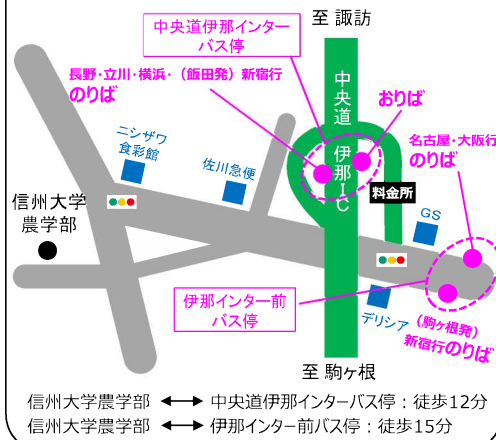 至 諏訪
中央道伊那インター
バス停
長野・立川・横浜・（飯田発）新宿行
のりば
中央道
伊那IC
おりば
名古屋・大阪行
のりば
ニシザワ
食彩館
佐川急便
料金所
信州大学
農学部
GS
伊那インター前
バス停
デリシア
（駒ヶ根発）
新宿行のりば
至 駒ヶ根
信州大学農学部 ⟷ 中央道伊那インターバス停：徒歩12分
信州大学農学部 ⟷ 伊那インター前バス停：徒歩15分